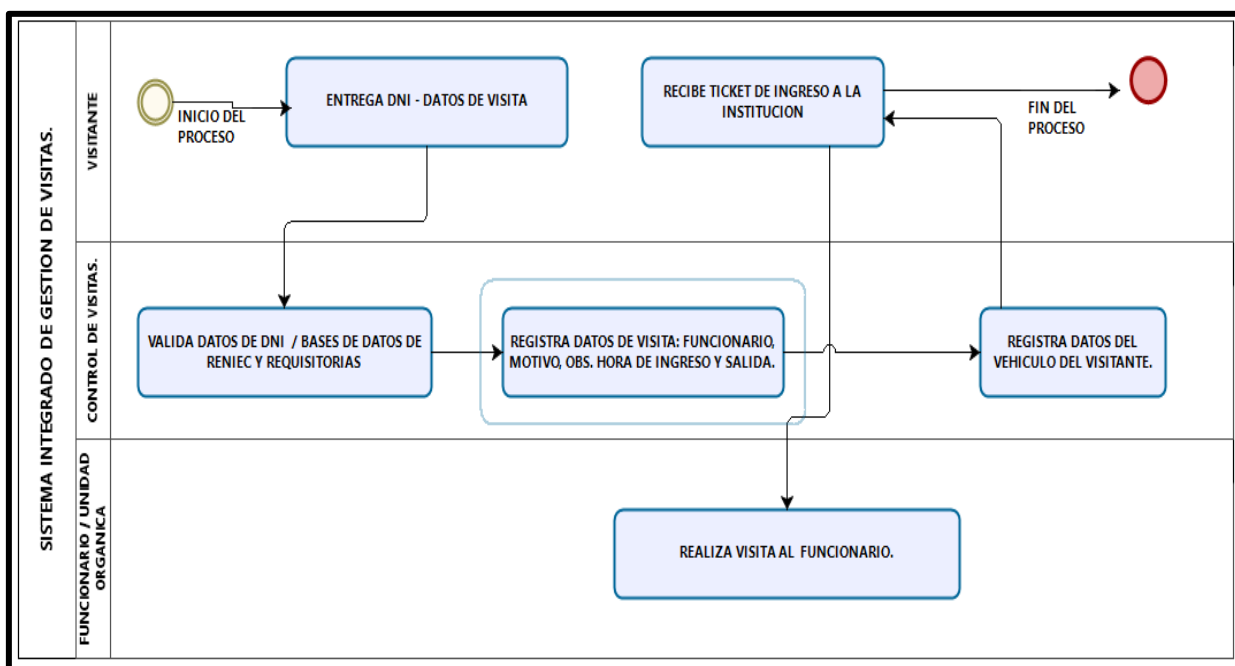 SISTEMA INTEGRADO DE GESTION DE VISITAS.
VISITANTE
INICIO DEL
PROCESO
ENTREGA DNI - DATOS DE VISITA
RECIBE TICKET DE INGRESO A LA
INSTITUCION
FIN DEL
PROCESO
CONTROL DE VISITAS.
VALIDA DATOS DE DNI / BASES DE DATOS DE
RENIEC Y REQUISITORIAS
REGISTRA DATOS DE VISITA: FUNCIONARIO,
MOTIVO, OBS. HORA DE INGRESO Y SALIDA.
REGISTRA DATOS DEL
VEHICULO DEL VISITANTE.
FUNCIONARIO / UNIDAD
ORGANICA
REALIZA VISITA AL FUNCIONARIO.